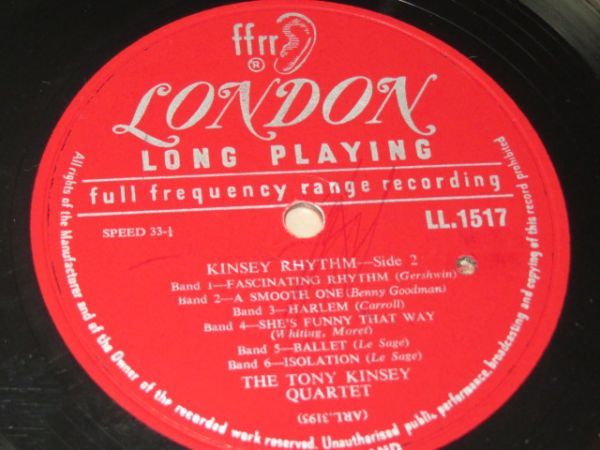 ffrr
®
LONDON
LONG PLAYING
full frequency range recording
SPEED 33-⅓
LL.1517
KINSEY RHYTHM—Side 2
Band 1—FASCINATING RHYTHM (Gershwin)
Band 2—A SMOOTH ONE (Benny Goodman)
Band 3—HARLEM (Carroll)
Band 4—SHE'S FUNNY THAT WAY
(Whiting, Moret)
Band 5—BALLET (Le Sage)
Band 6—ISOLATION (Le Sage)
THE TONY KINSEY
QUARTET
(ARL.3195)
All rights of the Manufacturer and of the Owner of the recorded work reserved. Unauthorised public performance, broadcasting and copying of this record prohibited